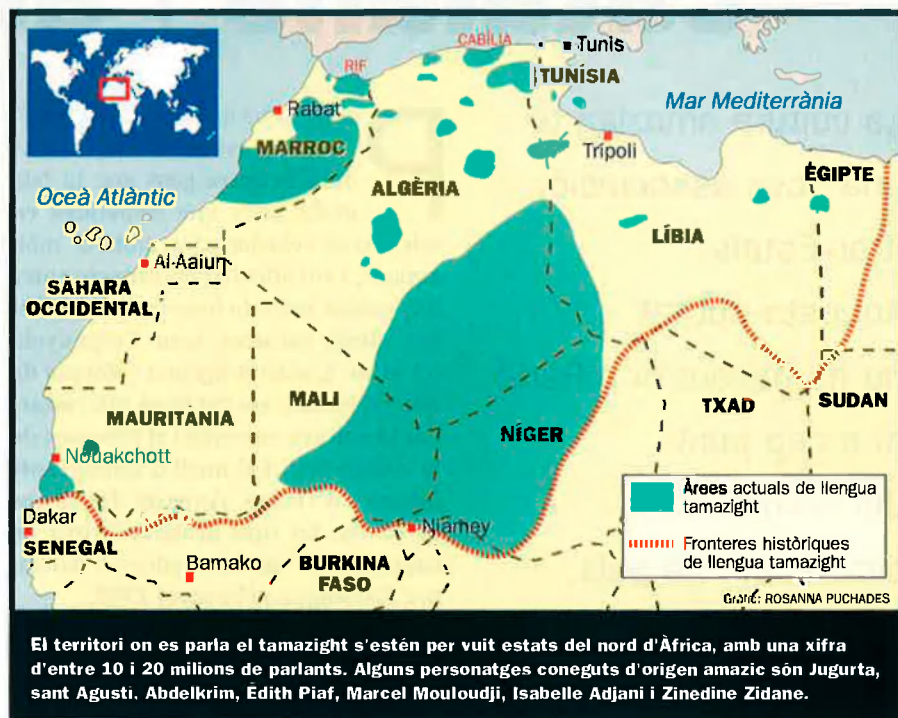 CABÍLIA
RIF
Tunis
TUNÍSIA
Mar Mediterrània
Rabat
MARROC
Trípoli
ALGÈRIA
EGIPTE
Oceà Atlàntic
LÍBIA
Al-Aaiun
SÀHARA
OCCIDENTAL
MAURITÀNIA
MALI
NÍGER
TXAD
SUDAN
Nouakchott
Dakar
SENEGAL
Bamako
BURKINA
FASO
Niamey
Àrees actuals de llengua
tamazight
Fronteres històriques
de llengua tamazight
Gràfic: ROSANNA PUCHADES
El territori on es parla el tamazight s'estén per vuit estats del nord d'Àfrica, amb una xifra
d'entre 10 i 20 milions de parlants. Alguns personatges coneguts d'origen amazic són Jugurta,
sant Agustí, Abdelkrim, Édith Piaf, Marcel Mouloudji, Isabelle Adjani i Zinedine Zidane.